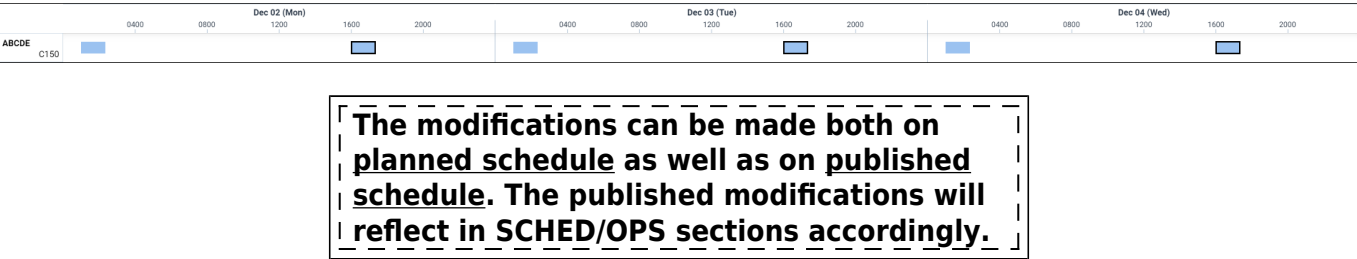 Dec 02 (Mon) Dec 03 (Tue) Dec 04 (Wed)
0400 0800 1200 1600 2000 0400 0800 1200 1600 2000 0400 0800 1200 1600 2000
ABCDE
C150
The modifications can be made both on
planned schedule as well as on published
schedule. The published modifications will
reflect in SCHED/OPS sections accordingly.